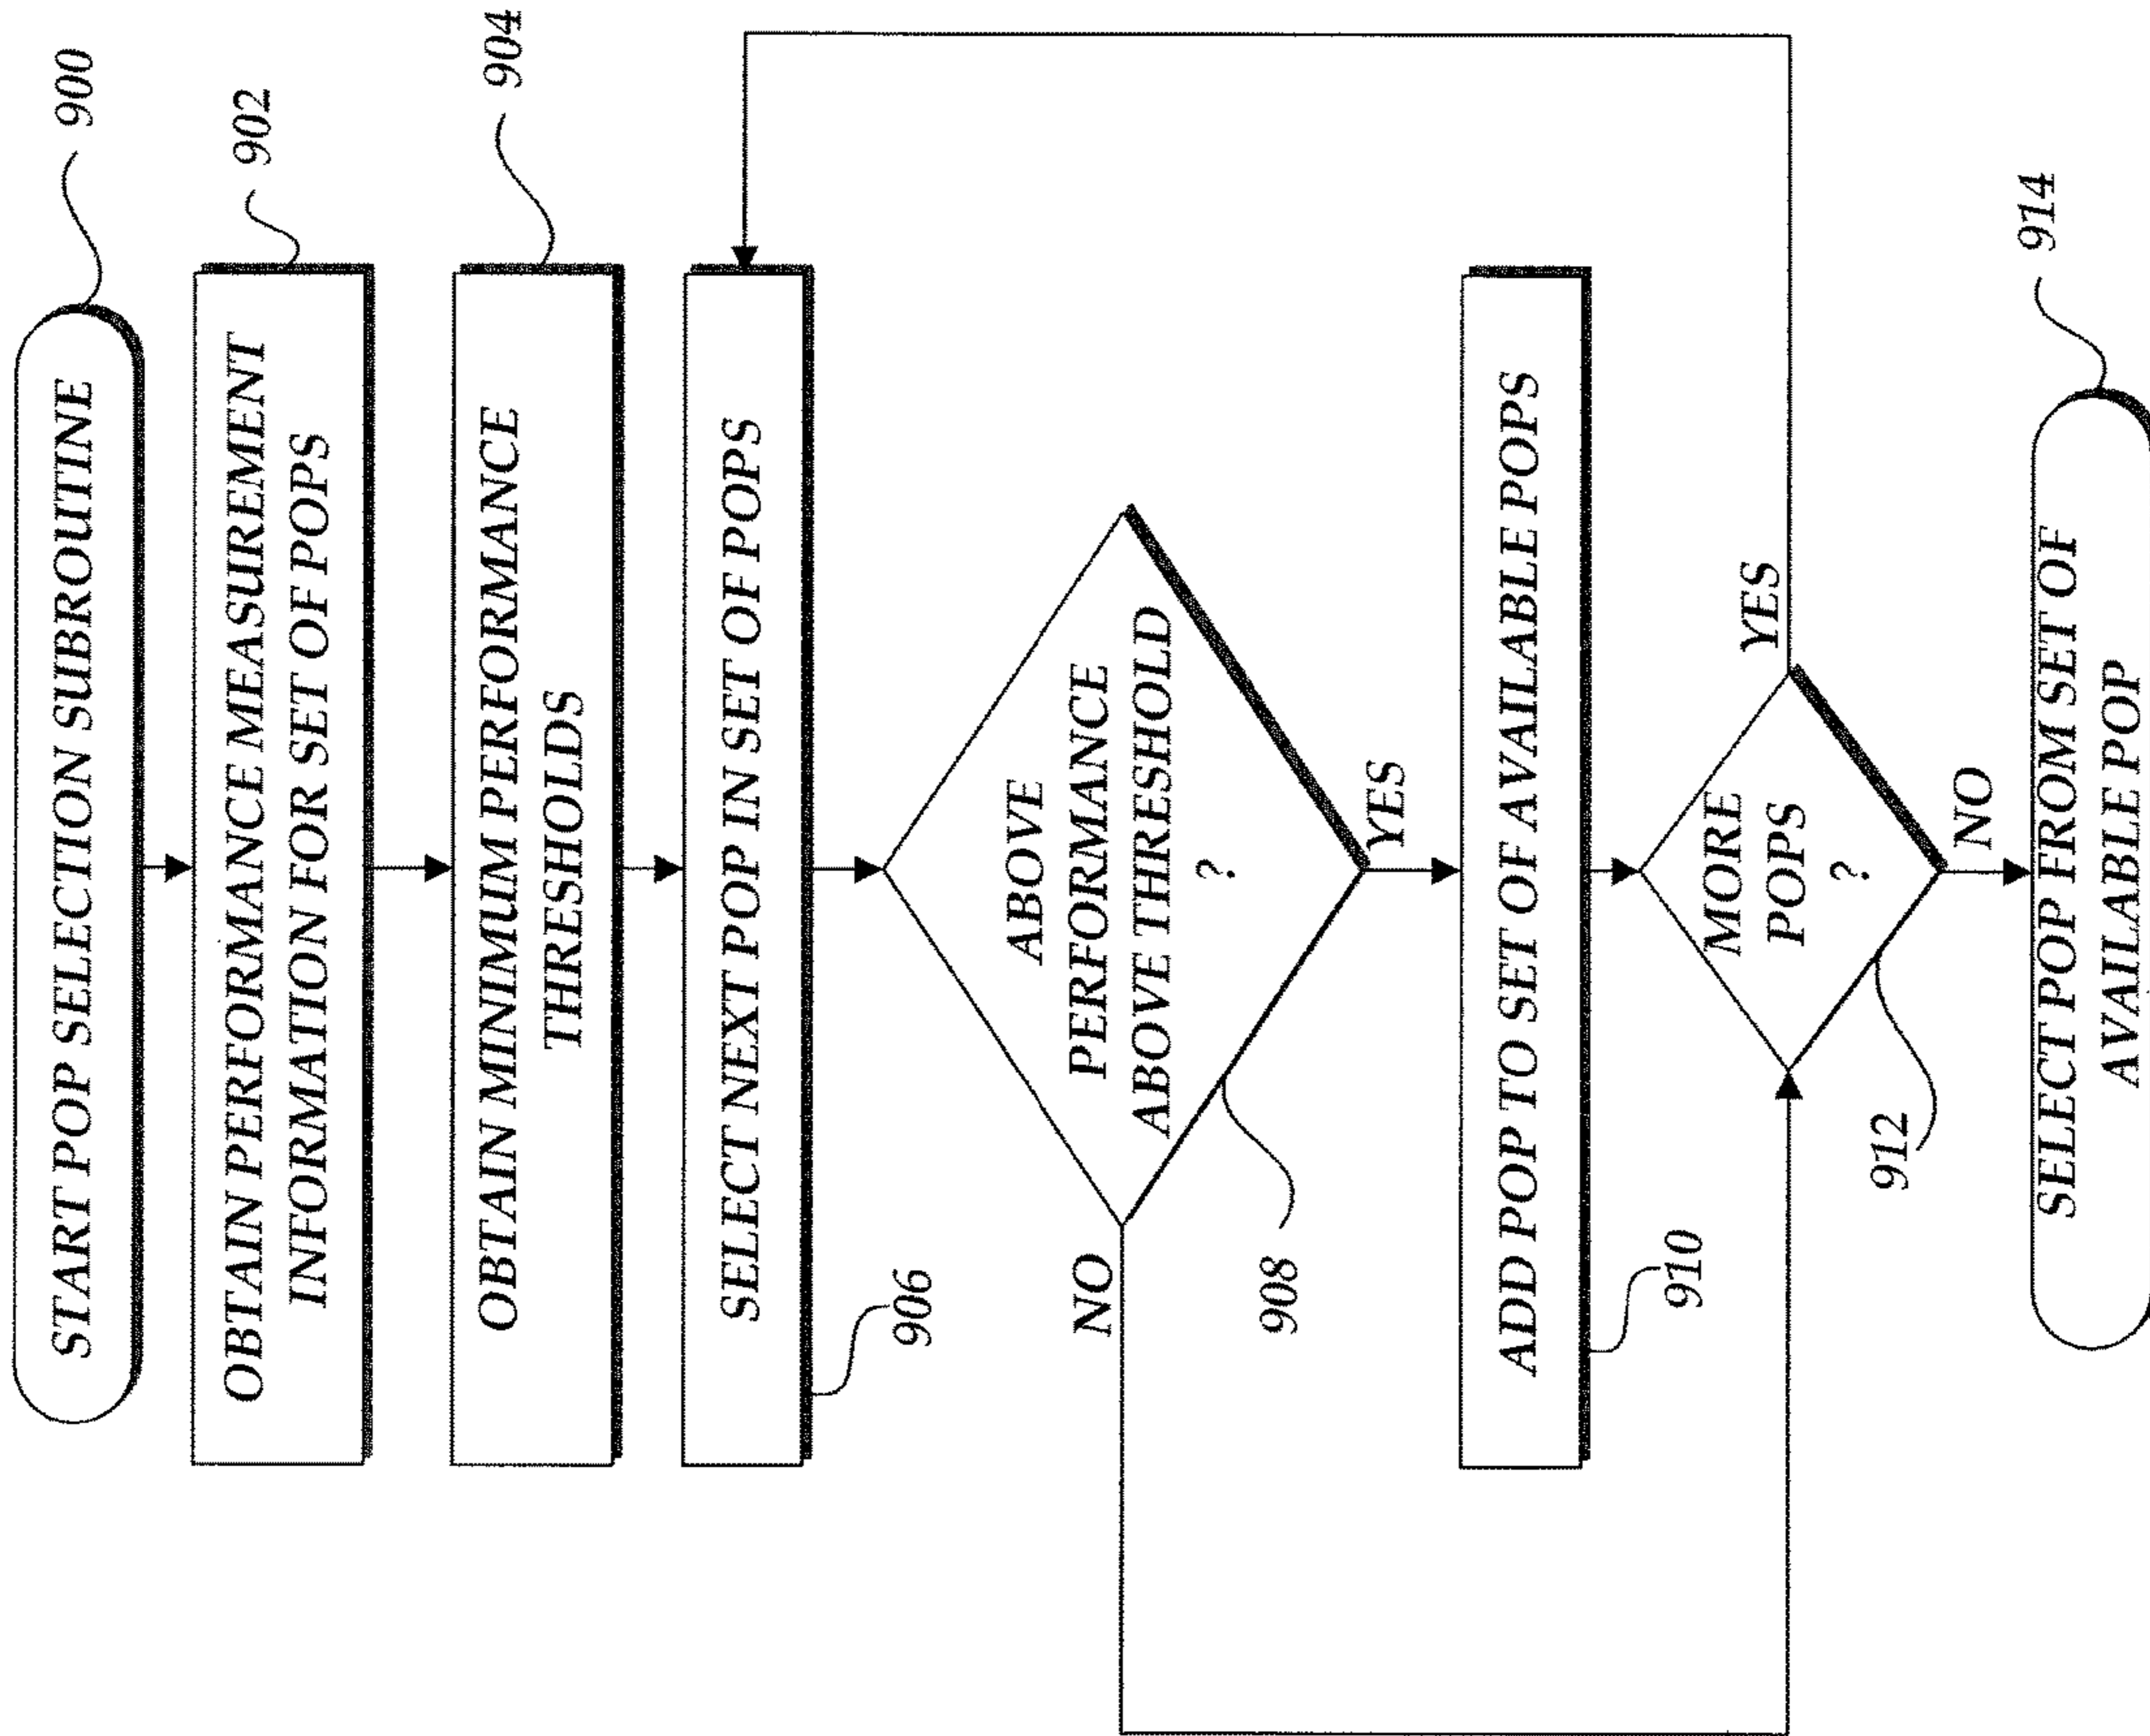 START POP SELECTION SUBROUTINE
900
OBTAIN PERFORMANCE MEASUREMENT
INFORMATION FOR SET OF POPS
902
OBTAIN MINIMUM PERFORMANCE
THRESHOLDS
904
SELECT NEXT POP IN SET OF POPS
906
ABOVE
PERFORMANCE
ABOVE THRESHOLD
?
908
NO
YES
ADD POP TO SET OF AVAILABLE POPS
910
MORE
POPS
?
912
YES
NO
SELECT POP FROM SET OF
AVAILABLE POP
914